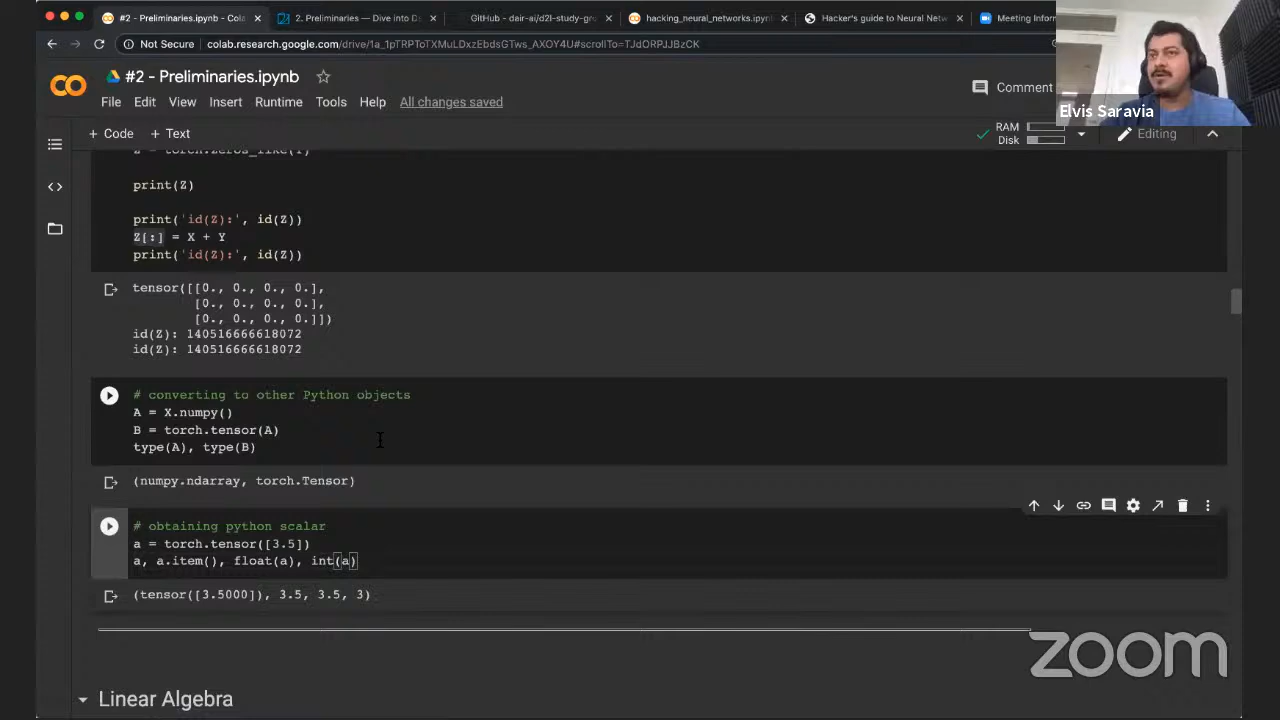 #2 - Preliminaries.ipynb - Cola
2. Preliminaries — Dive into D
GitHub - dair-ai/d2l-study-gro
hacking_neural_networks.ipynb
Hacker's guide to Neural Netw
Meeting Inform
Not Secure
colab.research.google.com/drive/1a_1pTRPToTXMuLDxzEbdsGTws_AXOY4U#scrollTo=TJdORPJJBzCK
#2 - Preliminaries.ipynb
Comment
File Edit View Insert Runtime Tools Help All changes saved
Elvis Saravia
+ Code + Text
RAM
Disk
Editing
Z = torch.zeros_like(Y)
print(Z)
print('id(Z):', id(Z))
Z[:] = X + Y
print('id(Z):', id(Z))
tensor([[0., 0., 0., 0.],
[0., 0., 0., 0.],
[0., 0., 0., 0.]])
id(Z): 140516666618072
id(Z): 140516666618072
# converting to other Python objects
A = X.numpy()
B = torch.tensor(A)
type(A), type(B)
(numpy.ndarray, torch.Tensor)
# obtaining python scalar
a = torch.tensor([3.5])
a, a.item(), float(a), int(a)
(tensor([3.5000]), 3.5, 3.5, 3)
zoom
Linear Algebra